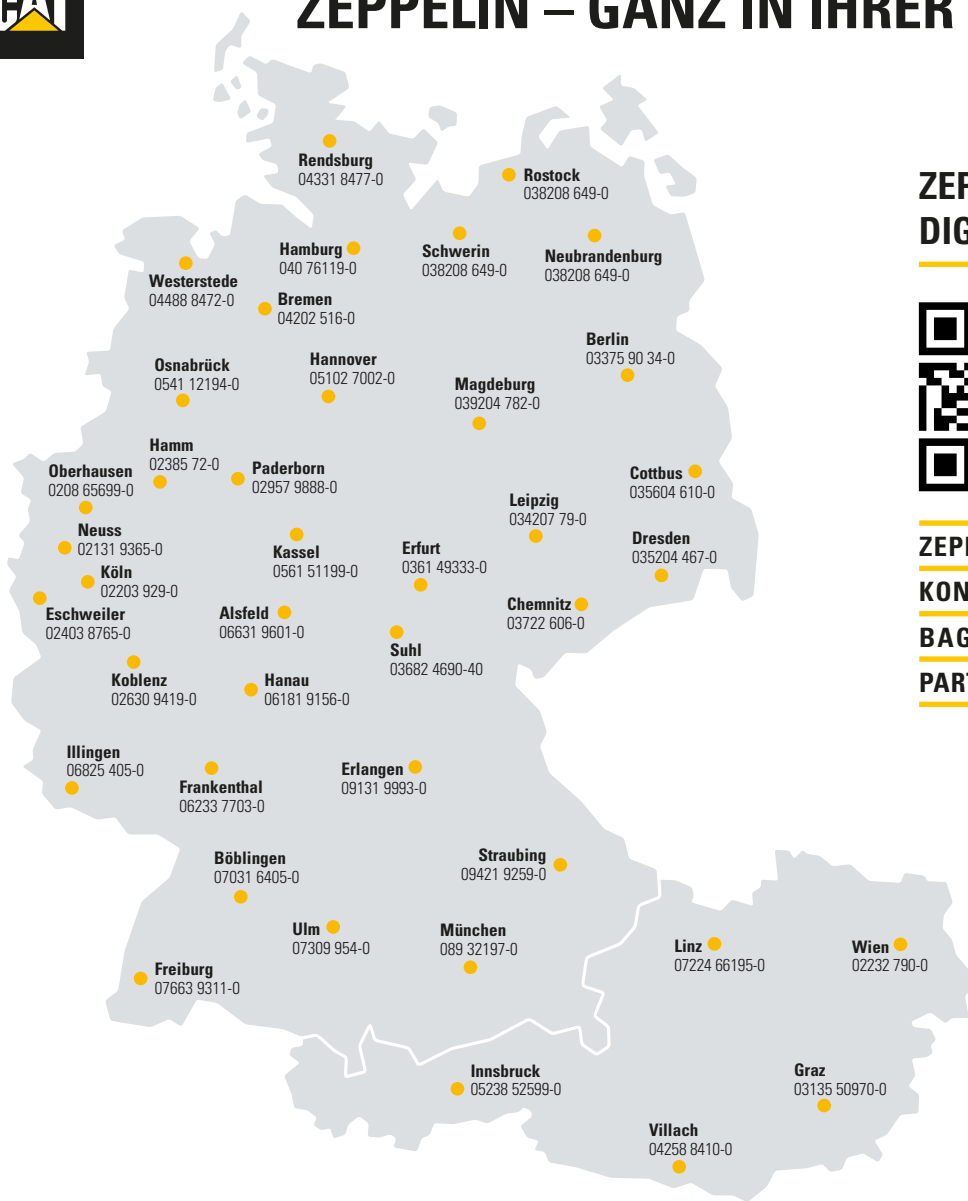 ZEPPELIN – GANZ IN IHRER
Rendsburg
04331 8477-0
Rostock
038208 649-0
Hamburg
040 76119-0
Schwerin
038208 649-0
Neubrandenburg
038208 649-0
Westerstede
04488 8472-0
Bremen
04202 516-0
Berlin
03375 90 34-0
Osnabrück
0541 12194-0
Hannover
05102 7002-0
Magdeburg
039204 782-0
Hamm
02385 72-0
Oberhausen
0208 65699-0
Paderborn
02957 9888-0
Cottbus
035604 610-0
Leipzig
034207 79-0
Neuss
02131 9365-0
Kassel
0561 51199-0
Erfurt
0361 49333-0
Dresden
035204 467-0
Köln
02203 929-0
Eschweiler
02403 8765-0
Alsfeld
06631 9601-0
Chemnitz
03722 606-0
Suhl
03682 4690-40
Koblenz
02630 9419-0
Hanau
06181 9156-0
Illingen
06825 405-0
Frankenthal
06233 7703-0
Erlangen
09131 9993-0
Böblingen
07031 6405-0
Straubing
09421 9259-0
Ulm
07309 954-0
München
089 32197-0
Freiburg
07663 9311-0
Linz
07224 66195-0
Wien
02232 790-0
Innsbruck
05238 52599-0
Graz
03135 50970-0
Villach
04258 8410-0
ZEP
DIG
ZEP
KON
BAG
PAR